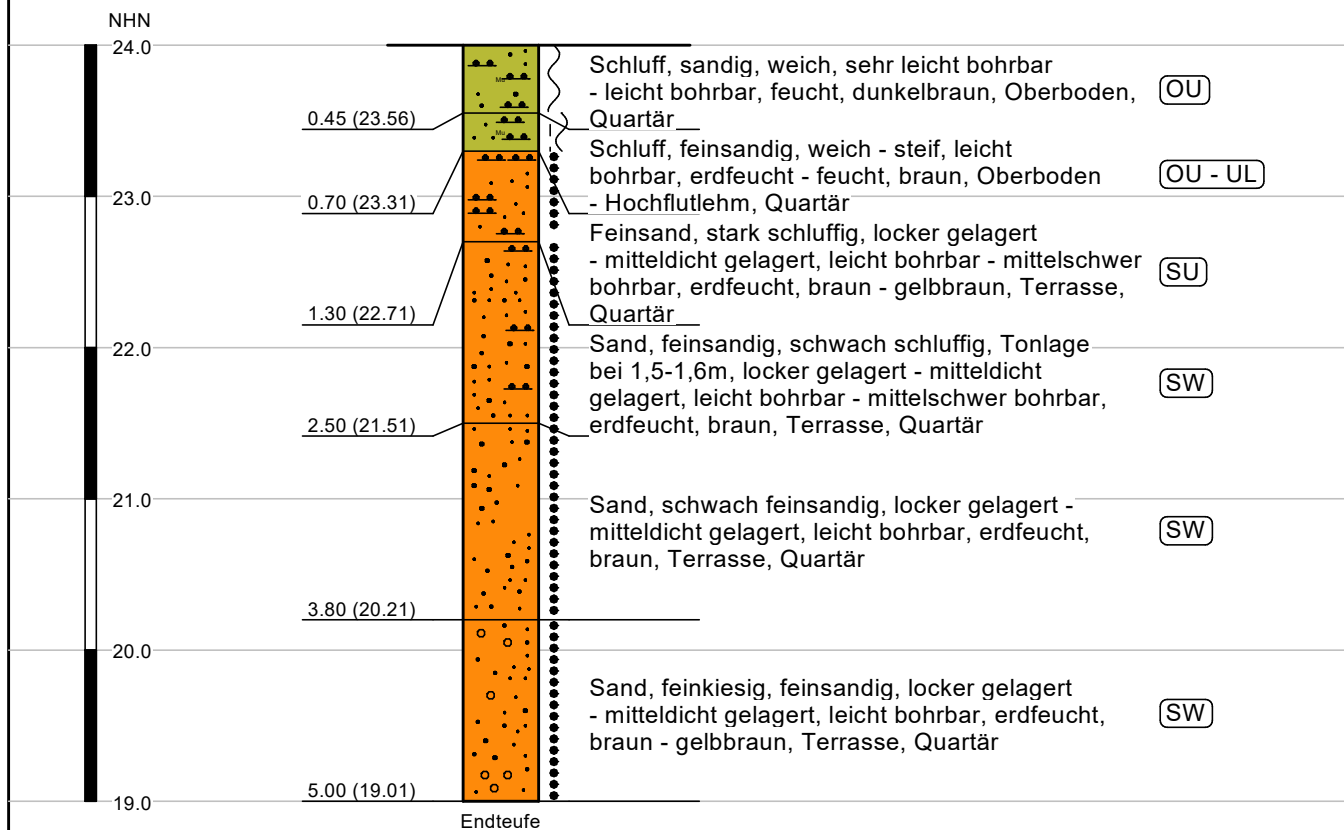 NHN
24.0
Schluff, sandig, weich, sehr leicht bohrbar
- leicht bohrbar, feucht, dunkelbraun, Oberboden,
Quartär
OU
Mu
0.45 (23.56)
Mu
Schluff, feinsandig, weich - steif, leicht
bohrbar, erdfeucht - feucht, braun, Oberboden
- Hochflutlehm, Quartär
OU - UL
23.0
0.70 (23.31)
Feinsand, stark schluffig, locker gelagert
- mitteldicht gelagert, leicht bohrbar - mittelschwer
bohrbar, erdfeucht, braun - gelbbraun, Terrasse,
Quartär
SU
1.30 (22.71)
22.0
Sand, feinsandig, schwach schluffig, Tonlage
bei 1,5-1,6m, locker gelagert - mitteldicht
gelagert, leicht bohrbar - mittelschwer bohrbar,
erdfeucht, braun, Terrasse, Quartär
SW
2.50 (21.51)
21.0
Sand, schwach feinsandig, locker gelagert -
mitteldicht gelagert, leicht bohrbar, erdfeucht,
braun, Terrasse, Quartär
SW
3.80 (20.21)
20.0
Sand, feinkiesig, feinsandig, locker gelagert
- mitteldicht gelagert, leicht bohrbar, erdfeucht,
braun - gelbbraun, Terrasse, Quartär
SW
5.00 (19.01)
19.0
Endteufe